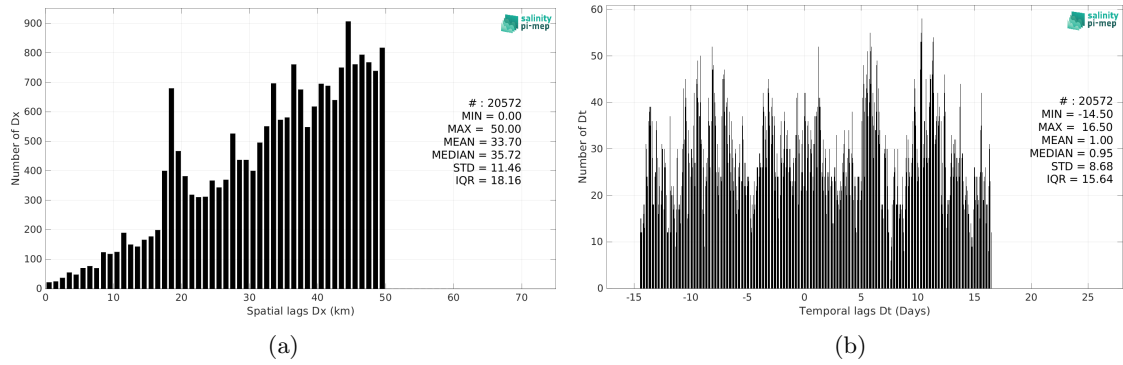 900
800
700
600
500
400
300
200
100
0
Number of Dx
0 10 20 30 40 50 60 70
Spatial lags Dx (km)
salinity
pi-mep
# : 20572
MIN = 0.00
MAX = 50.00
MEAN = 33.70
MEDIAN = 35.72
STD = 11.46
IQR = 18.16
(a)
60
50
40
30
20
10
0
Number of Dt
-15 -10 -5 0 5 10 15 20 25
Temporal lags Dt (Days)
salinity
pi-mep
# : 20572
MIN = -14.50
MAX = 16.50
MEAN = 1.00
MEDIAN = 0.95
STD = 8.68
IQR = 15.64
(b)